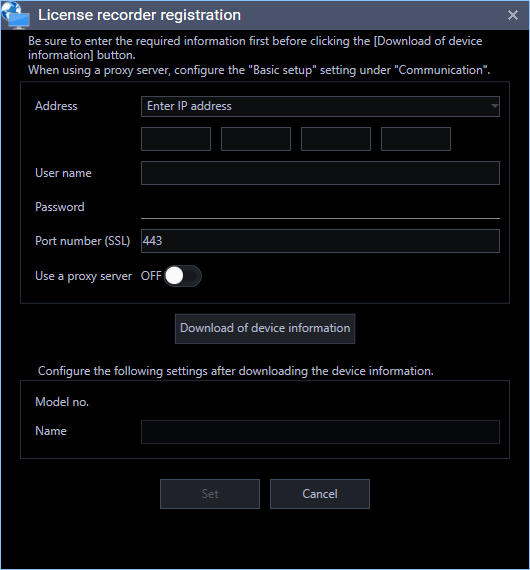 License recorder registration
Be sure to enter the required information first before clicking the [Download of device
information] button.
When using a proxy server, configure the "Basic setup" setting under "Communication".
Address Enter IP address
User name
Password
Port number (SSL) 443
Use a proxy server OFF
Download of device information
Configure the following settings after downloading the device information.
Model no.
Name
Set Cancel